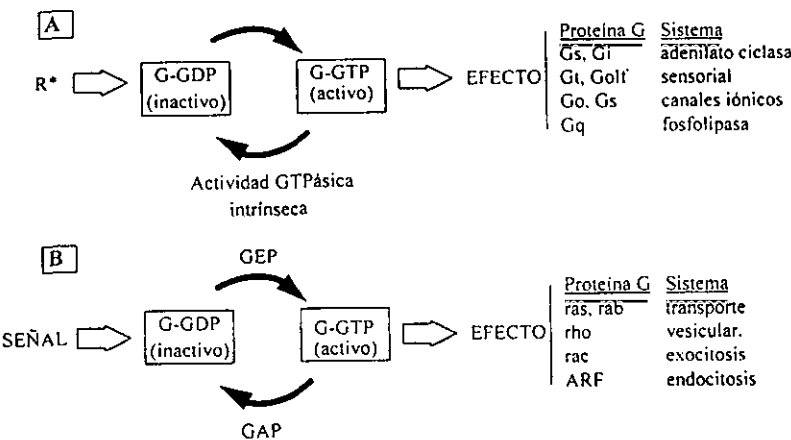 A
R*
G-GDP
(inactivo)
G-GTP
(activo)
EFECTO
Proteína G Sistema
Gs, Gi adenilato ciclasa
Gt, Golf sensorial
Go, Gs canales iónicos
Gq fosfolipasa
Actividad GTPásica
intrínseca
B
GEP
SEÑAL
G-GDP
(inactivo)
G-GTP
(activo)
EFECTO
Proteína G Sistema
ras, rab transporte
rho vesicular.
rac exocitosis
ARF endocitosis
GAP